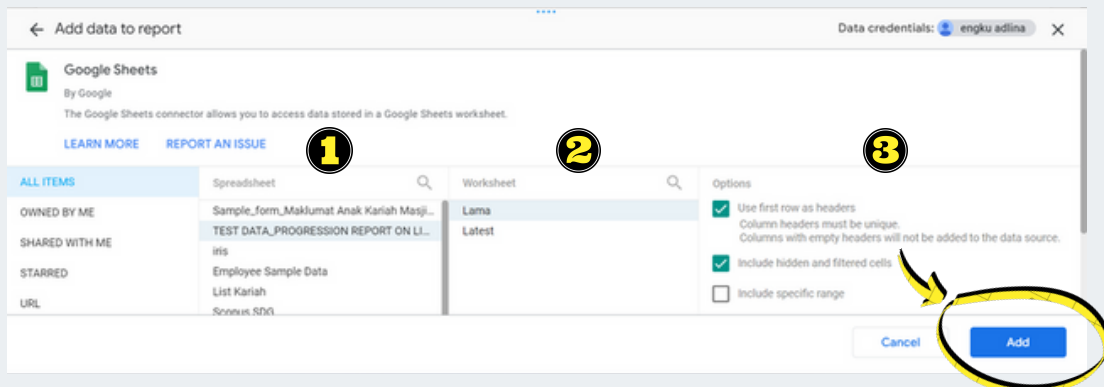 Add data to report
Data credentials: engku adlina
Google Sheets
By Google
The Google Sheets connector allows you to access data stored in a Google Sheets worksheet.
LEARN MORE REPORT AN ISSUE
1 2 3
ALL ITEMS
OWNED BY ME
SHARED WITH ME
STARRED
URL
Spreadsheet
Sample_form_Maklumat Anak Kariah Masji...
TEST DATA_PROGRESSION REPORT ON LI...
iris
Employee Sample Data
List Kariah
Scopus SDG
Worksheet
Lama
Latest
Options
Use first row as headers
Column headers must be unique.
Columns with empty headers will not be added to the data source.
Include hidden and filtered cells
Include specific range
Cancel Add